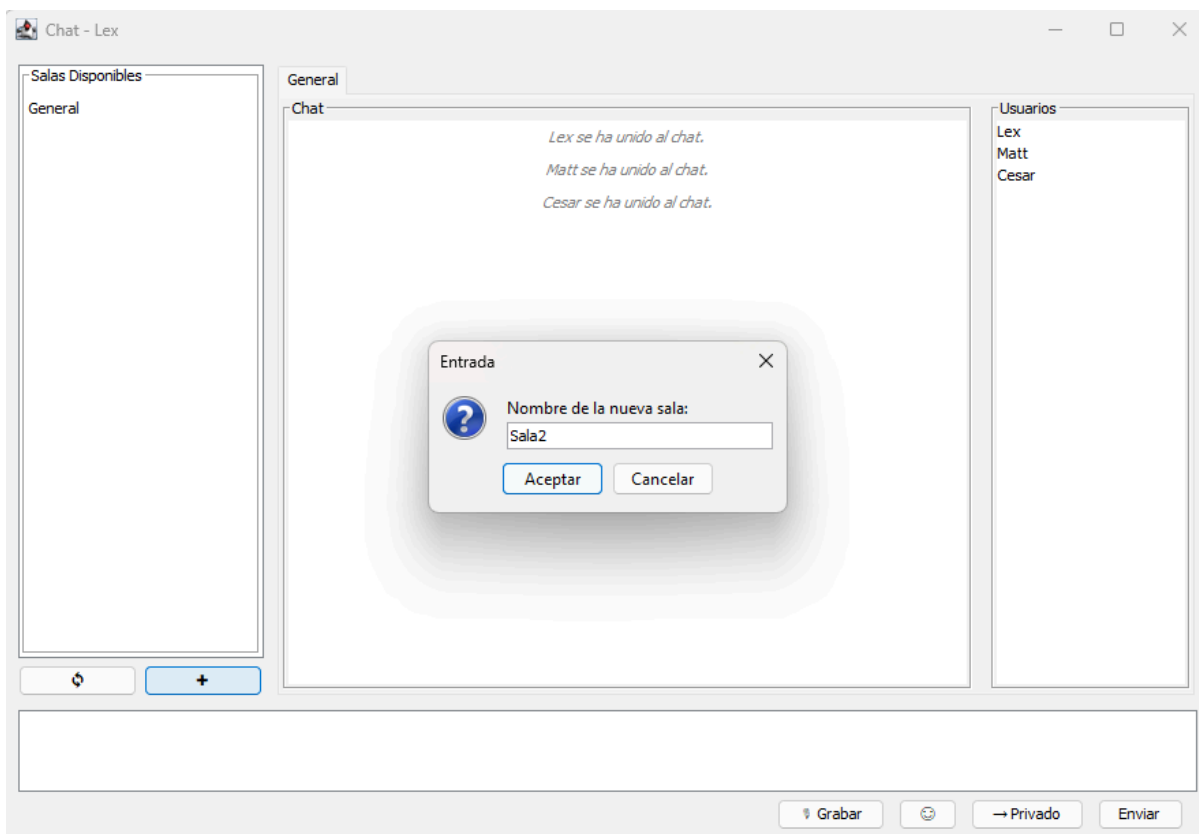 Chat - Lex
Salas Disponibles
General
General
Chat
Lex se ha unido al chat.
Matt se ha unido al chat.
Cesar se ha unido al chat.
Usuarios
Lex
Matt
Cesar
Entrada
Nombre de la nueva sala:
Sala2
Aceptar Cancelar
+
Grabar → Privado Enviar